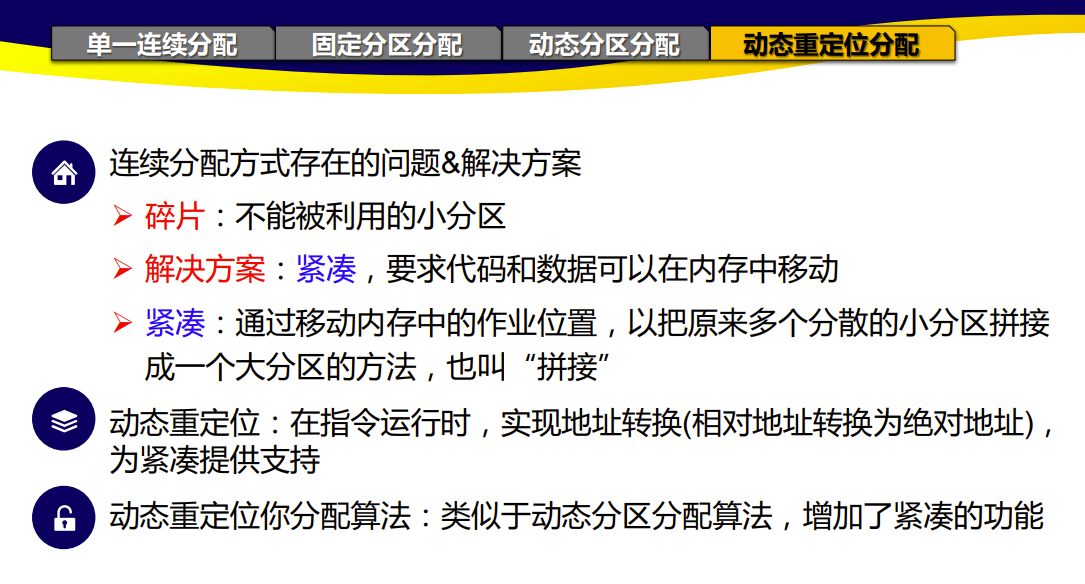 单一连续分配 固定分区分配 动态分区分配 动态重定位分配
连续分配方式存在的问题&解决方案
碎片：不能被利用的小分区
解决方案：紧凑，要求代码和数据可以在内存中移动
紧凑：通过移动内存中的作业位置，以把原来多个分散的小分区拼接
成一个大分区的方法，也叫“拼接”
动态重定位：在指令运行时，实现地址转换(相对地址转换为绝对地址)，
为紧凑提供支持
动态重定位你分配算法：类似于动态分区分配算法，增加了紧凑的功能